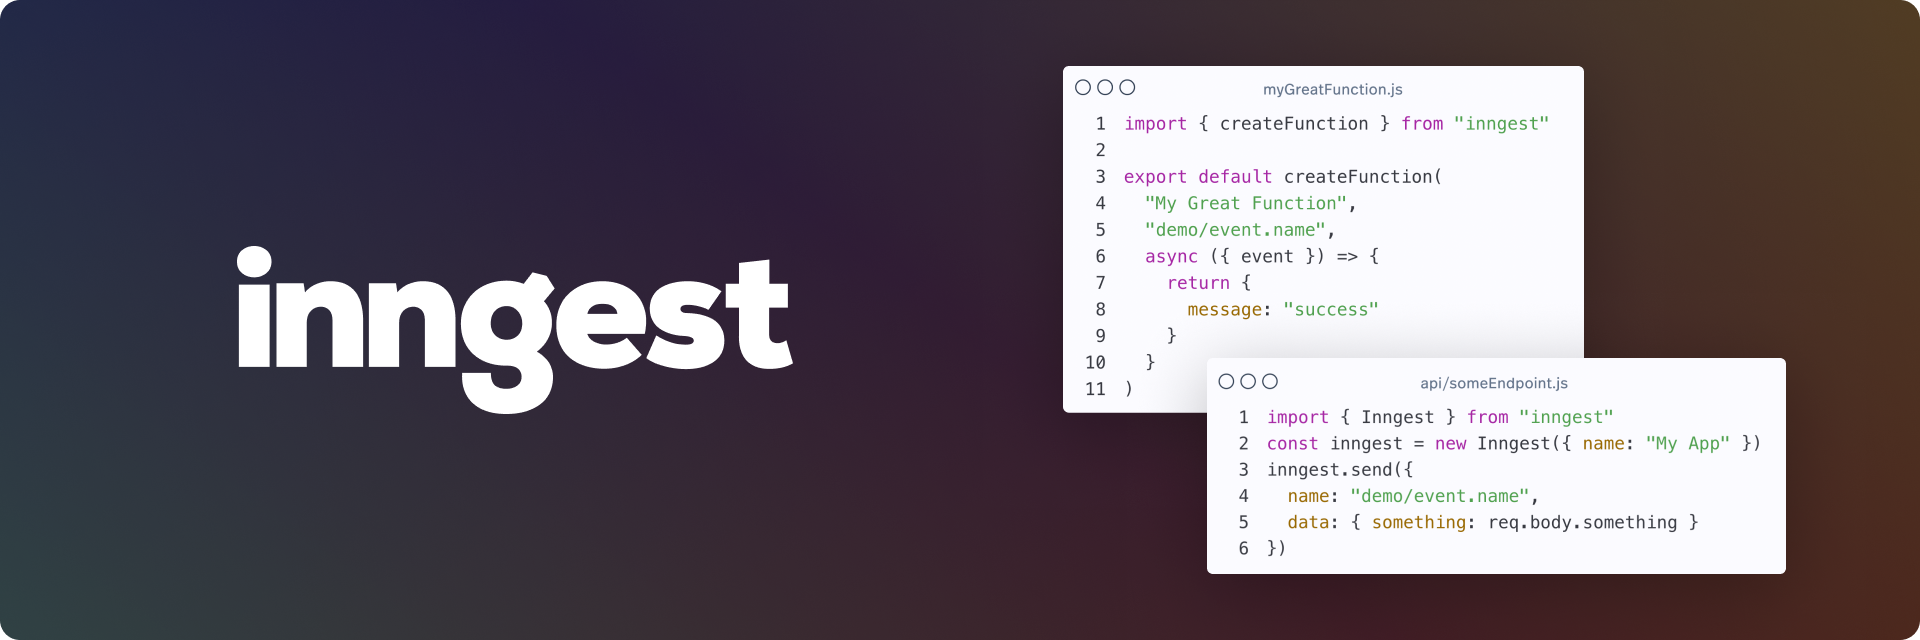 inngest
myGreatFunction.js
1 import { createFunction } from "inngest"
2
3 export default createFunction(
4   "My Great Function",
5   "demo/event.name",
6   async ({ event }) => {
7     return {
8       message: "success"
9     }
10   }
11 )
api/someEndpoint.js
1 import { Inngest } from "inngest"
2 const inngest = new Inngest({ name: "My App" })
3 inngest.send({
4   name: "demo/event.name",
5   data: { something: req.body.something }
6 })